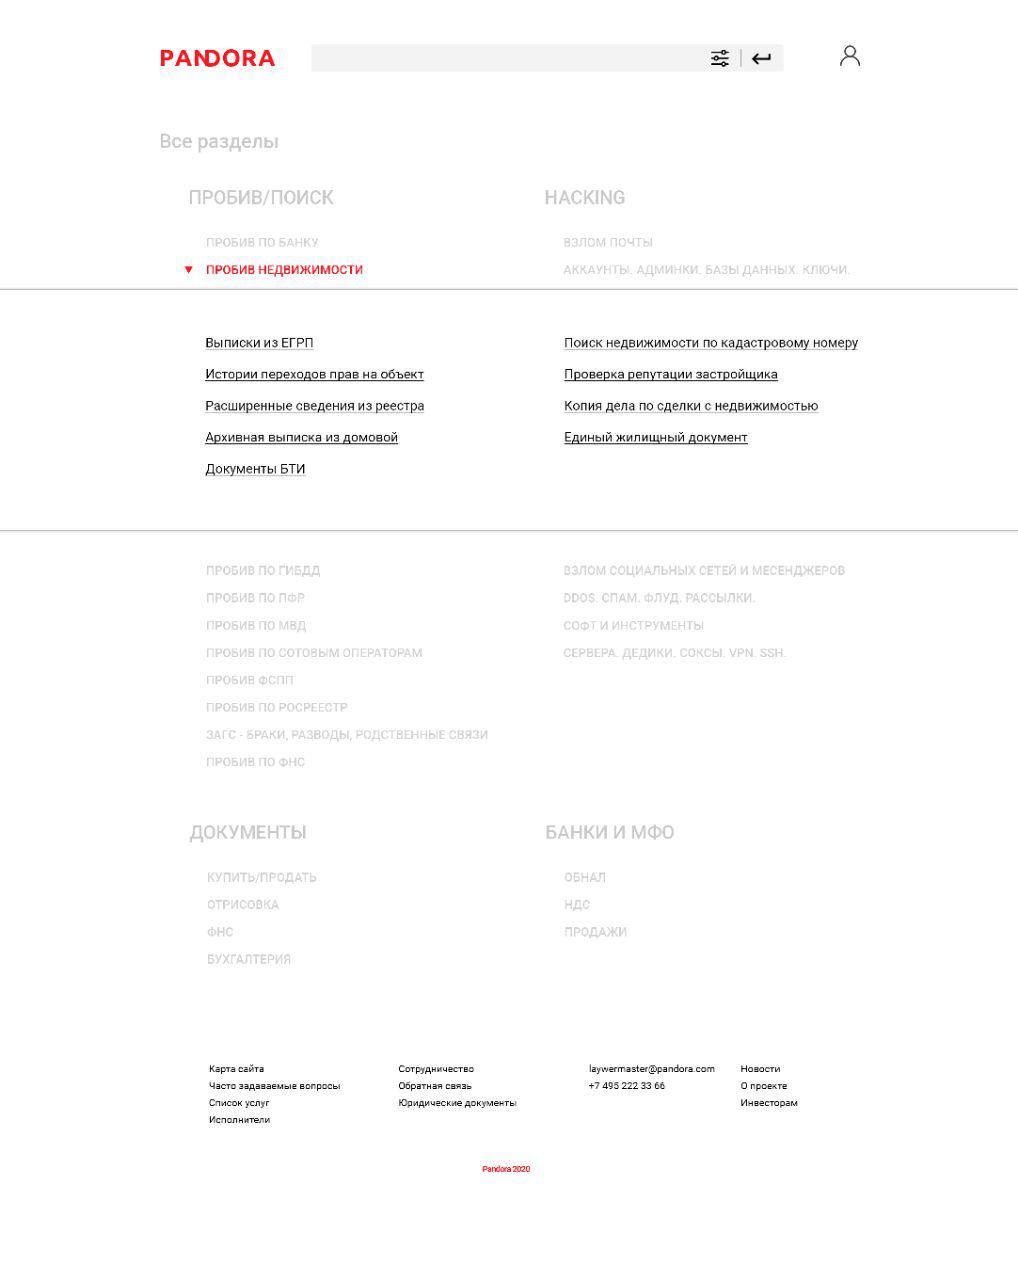 PANDORA
Все разделы
ПРОБИВ/ПОИСК
HACKING
ПРОБИВ ПО БАНКУ
ВЗЛОМ ПОЧТЫ
ПРОБИВ НЕДВИЖИМОСТИ
АККАУНТЫ. АДМИНКИ. БАЗЫ ДАННЫХ. КЛЮЧИ.
Выписки из ЕГРП
Поиск недвижимости по кадастровому номеру
Истории переходов прав на объект
Проверка репутации застройщика
Расширенные сведения из реестра
Копия дела по сделки с недвижимостью
Архивная выписка из домовой
Единый жилищный документ
Документы БТИ
ПРОБИВ ПО ГИБДД
ВЗЛОМ СОЦИАЛЬНЫХ СЕТЕЙ И МЕСЕНДЖЕРОВ
ПРОБИВ ПО ПФР
DDOS. СПАМ. ФЛУД. РАССЫЛКИ.
ПРОБИВ ПО МВД
СОФТ И ИНСТРУМЕНТЫ
ПРОБИВ ПО СОТОВЫМ ОПЕРАТОРАМ
СЕРВЕРА. ДЕДИКИ. СОКСЫ. VPN. SSH.
ПРОБИВ ФСПП
ПРОБИВ ПО РОСРЕЕСТР
ЗАГС - БРАКИ, РАЗВОДЫ, РОДСТВЕННЫЕ СВЯЗИ
ПРОБИВ ПО ФНС
ДОКУМЕНТЫ
БАНКИ И МФО
КУПИТЬ/ПРОДАТЬ
ОБНАЛ
ОТРИСОВКА
НДС
ФНС
ПРОДАЖИ
БУХГАЛТЕРИЯ
Карта сайта
Сотрудничество
laywermaster@pandora.com
Новости
Часто задаваемые вопросы
Обратная связь
+7 495 222 33 66
О проекте
Список услуг
Юридические документы
Инвесторам
Исполнители
Pandora 2020